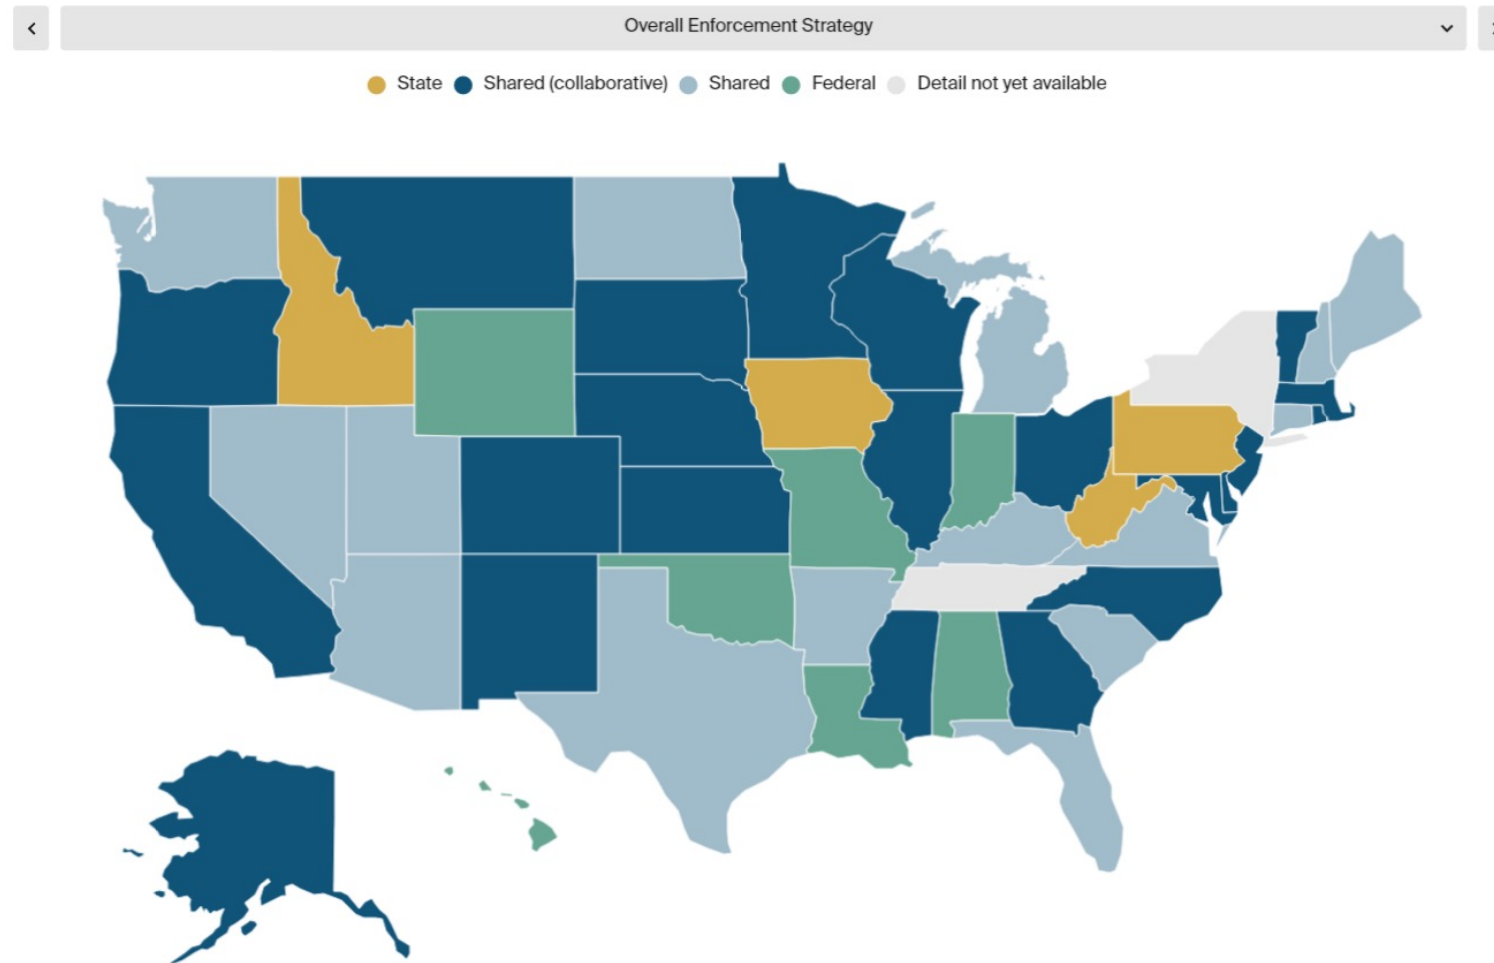 Overall Enforcement Strategy
State Shared (collaborative) Shared Federal Detail not yet available